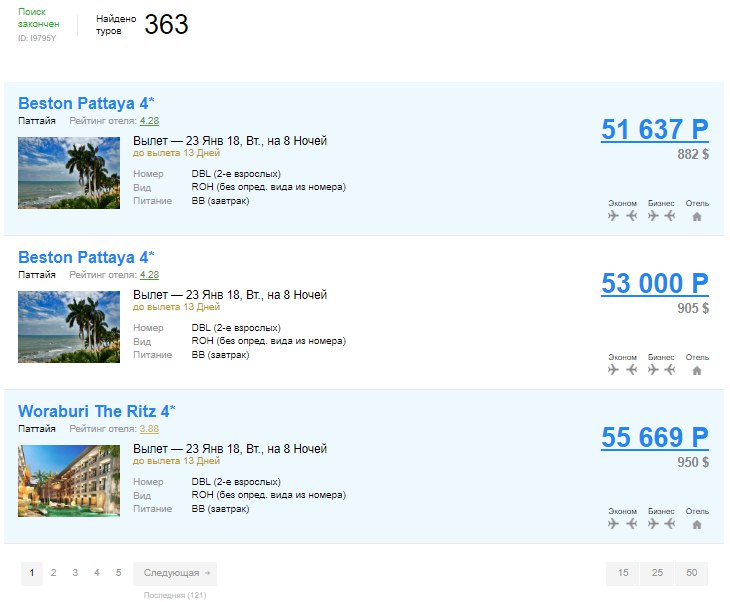 Поиск
закончен
ID: I9795Y
Найдено
туров
363
Beston Pattaya 4*
Паттайя Рейтинг отеля: 4.28
Вылет — 23 Янв 18, Вт., на 8 Ночей
до вылета 13 Дней
Номер DBL (2-е взрослых)
Вид ROH (без опред. вида из номера)
Питание BB (завтрак)
51 637 Р
882 $
Эконом Бизнес Отель
Beston Pattaya 4*
Паттайя Рейтинг отеля: 4.28
Вылет — 23 Янв 18, Вт., на 8 Ночей
до вылета 13 Дней
Номер DBL (2-е взрослых)
Вид ROH (без опред. вида из номера)
Питание BB (завтрак)
53 000 Р
905 $
Эконом Бизнес Отель
Woraburi The Ritz 4*
Паттайя Рейтинг отеля: 3.88
Вылет — 23 Янв 18, Вт., на 8 Ночей
до вылета 13 Дней
Номер DBL (2-е взрослых)
Вид ROH (без опред. вида из номера)
Питание BB (завтрак)
55 669 Р
950 $
Эконом Бизнес Отель
1 2 3 4 5 Следующая → 15 25 50
Последняя (121)